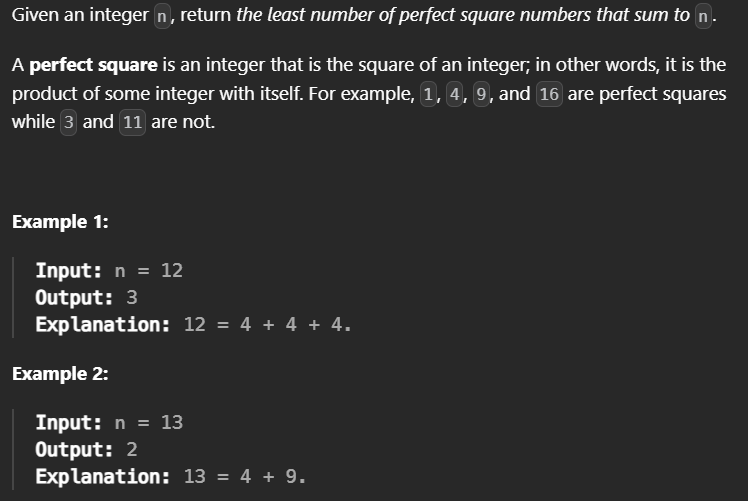 Given an integer n, return the least number of perfect square numbers that sum to n.
A perfect square is an integer that is the square of an integer; in other words, it is the
product of some integer with itself. For example, 1, 4, 9, and 16 are perfect squares
while 3 and 11 are not.
Example 1:
Input: n = 12
Output: 3
Explanation: 12 = 4 + 4 + 4.
Example 2:
Input: n = 13
Output: 2
Explanation: 13 = 4 + 9.